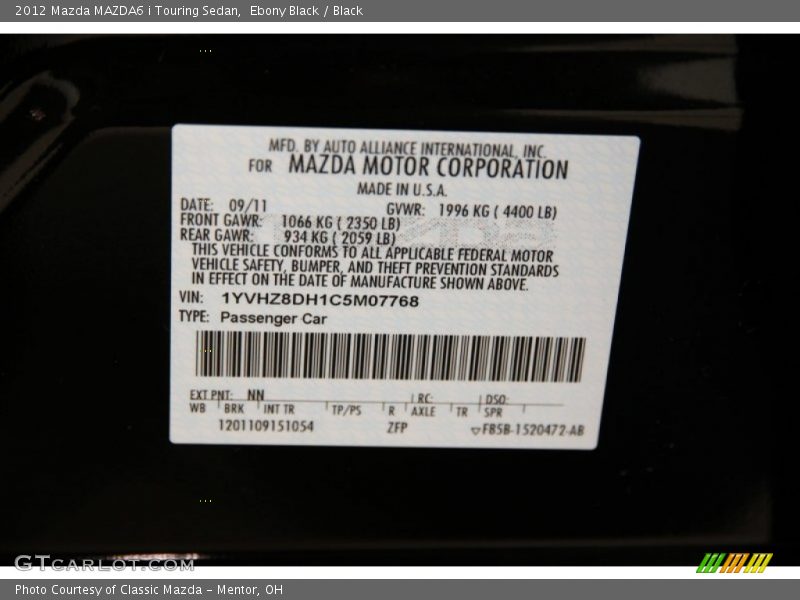 2012 Mazda MAZDA6 i Touring Sedan, Ebony Black / Black
MFD. BY AUTO ALLIANCE INTERNATIONAL, INC.
FOR MAZDA MOTOR CORPORATION
MADE IN U.S.A.
DATE: 09/11 GVWR: 1996 KG ( 4400 LB)
FRONT GAWR: 1066 KG ( 2350 LB)
REAR GAWR: 934 KG ( 2059 LB)
THIS VEHICLE CONFORMS TO ALL APPLICABLE FEDERAL MOTOR
VEHICLE SAFETY, BUMPER, AND THEFT PREVENTION STANDARDS
IN EFFECT ON THE DATE OF MANUFACTURE SHOWN ABOVE.
VIN: 1YVHZ8DH1C5M07768
TYPE: Passenger Car
EXT PNT: NN RC: DSO:
WB BRK INT TR TP/PS R AXLE TR SPR
1201109151054 ZFP ▽FB5B-1520472-AB
GTCARLOT.COM
Photo Courtesy of Classic Mazda - Mentor, OH